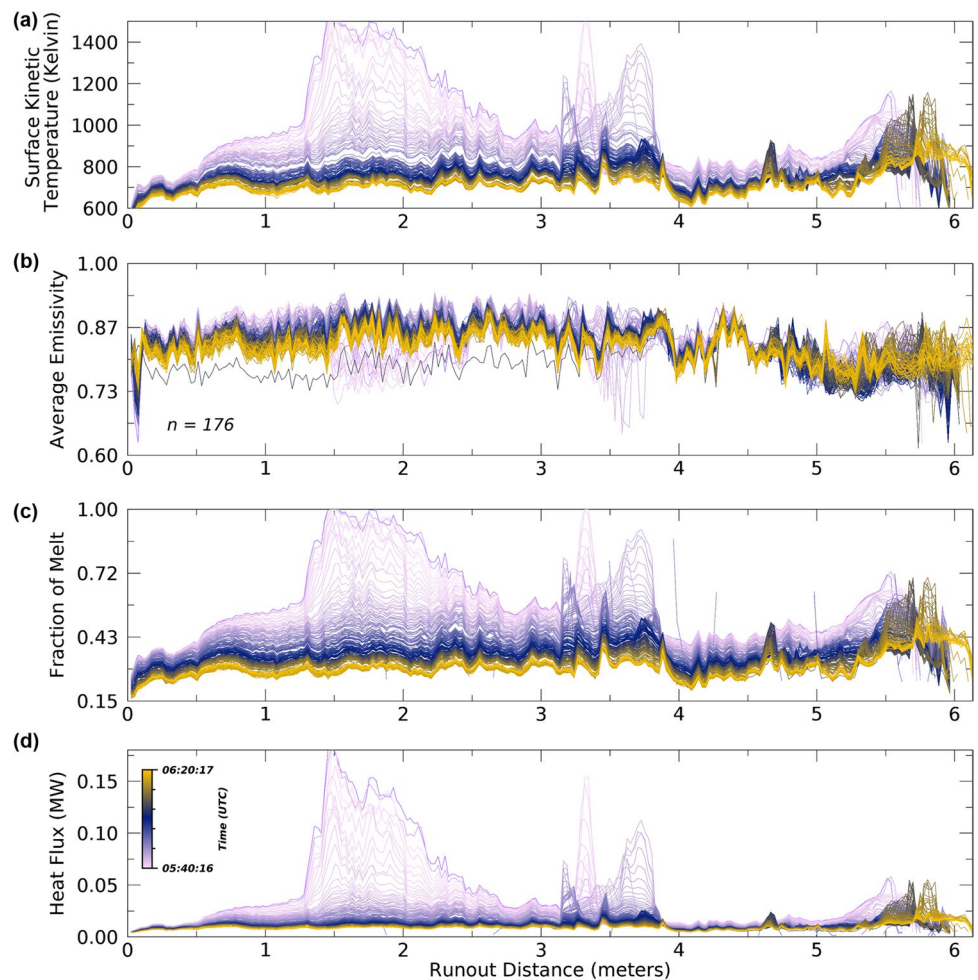 (a)
Surface Kinetic
Temperature (Kelvin)
1400
1200
1000
800
600
0 1 2 3 4 5 6
(b)
Average Emissivity
1.00
0.87
0.73
0.60
n = 176
0 1 2 3 4 5 6
(c)
Fraction of Melt
1.00
0.72
0.43
0.15
0 1 2 3 4 5 6
(d)
Heat Flux (MW)
0.15
0.10
0.05
0.00
06:20:17
Time (UTC)
05:40:16
0 1 2 3 4 5 6
Runout Distance (meters)